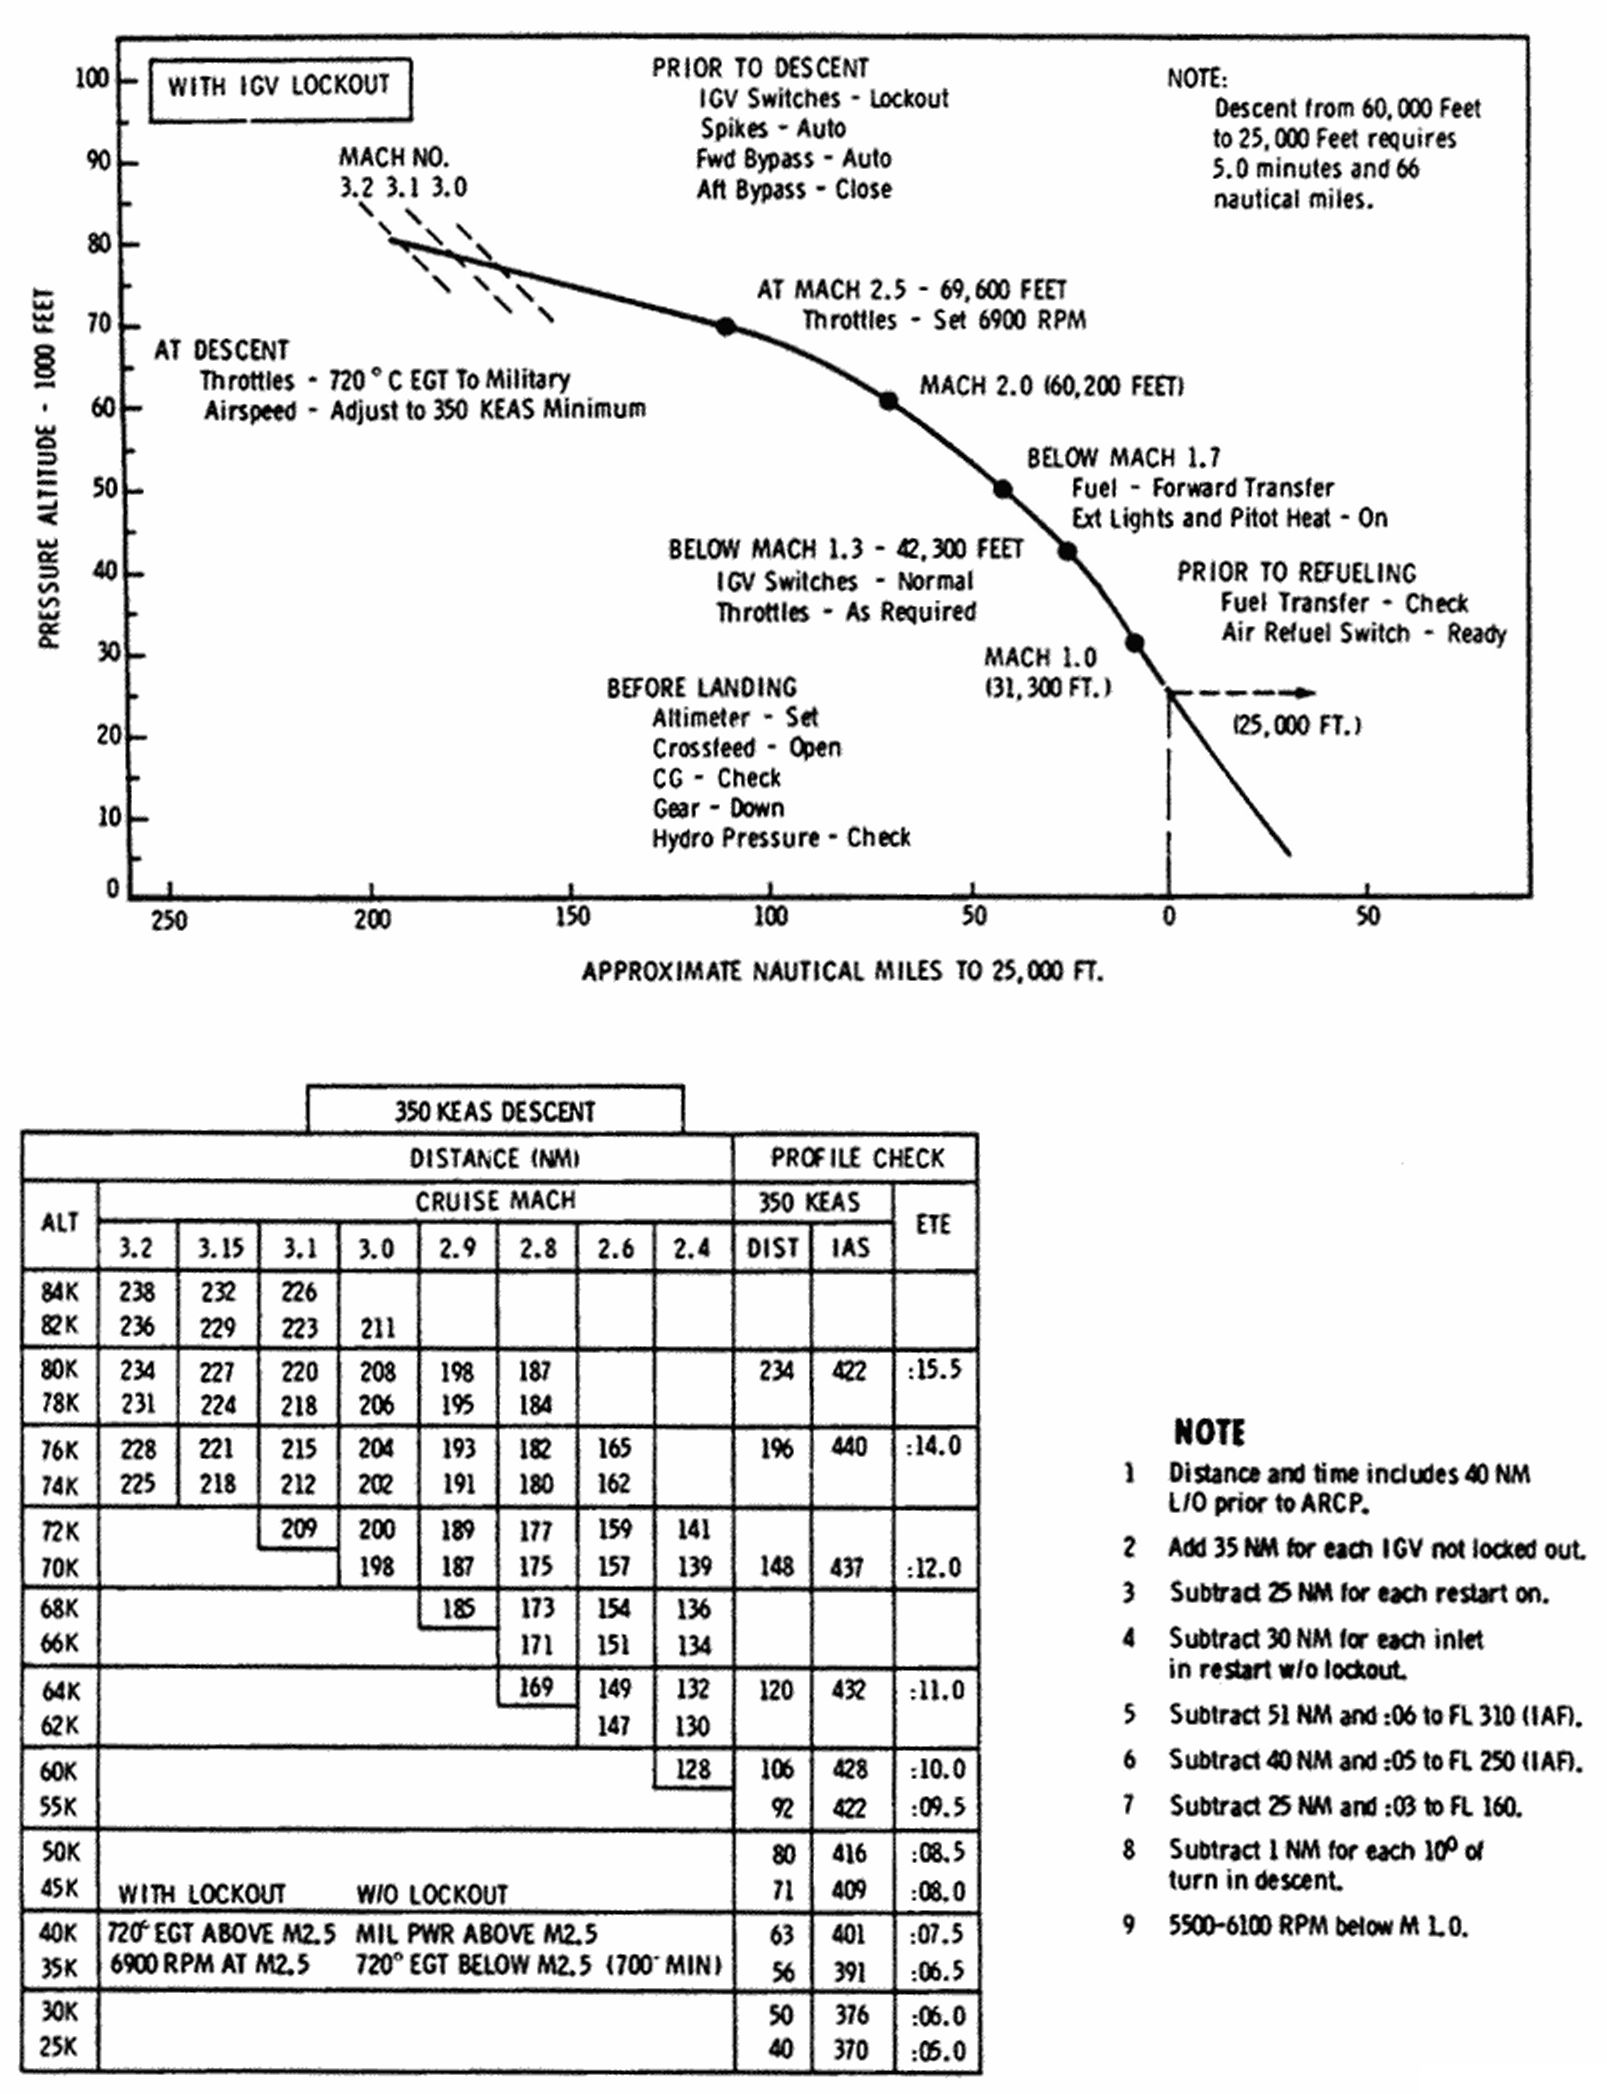 WITH IGV LOCKOUT
PRIOR TO DESCENT
IGV Switches - Lockout
Spikes - Auto
Fwd Bypass - Auto
Aft Bypass - Close
NOTE:
Descent from 60,000 Feet
to 25,000 Feet requires
5.0 minutes and 66
nautical miles.
MACH NO.
3.2 3.1 3.0
AT MACH 2.5 - 69,600 FEET
Throttles - Set 6900 RPM
AT DESCENT
Throttles - 720°C EGT To Military
Airspeed - Adjust to 350 KEAS Minimum
MACH 2.0 (60,200 FEET)
BELOW MACH 1.7
Fuel - Forward Transfer
Ext Lights and Pitot Heat - On
BELOW MACH 1.3 - 42,300 FEET
IGV Switches - Normal
Throttles - As Required
PRIOR TO REFUELING
Fuel Transfer - Check
Air Refuel Switch - Ready
MACH 1.0
(31,300 FT.)
BEFORE LANDING
Altimeter - Set
Crossfeed - Open
CG - Check
Gear - Down
Hydro Pressure - Check
(25,000 FT.)
PRESSURE ALTITUDE - 1000 FEET
100
90
80
70
60
50
40
30
20
10
0
250 200 150 100 50 0 50
APPROXIMATE NAUTICAL MILES TO 25,000 FT.
350 KEAS DESCENT
DISTANCE (NM) PROFILE CHECK
ALT CRUISE MACH 350 KEAS ETE
3.2 3.15 3.1 3.0 2.9 2.8 2.6 2.4 DIST IAS
84K 238 232 226
82K 236 229 223 211
80K 234 227 220 208 198 187 234 422 :15.5
78K 231 224 218 206 195 184
76K 228 221 215 204 193 182 165 196 440 :14.0
74K 225 218 212 202 191 180 162
72K 209 200 189 177 159 141
70K 198 187 175 157 139 148 437 :12.0
68K 185 173 154 136
66K 171 151 134
64K 169 149 132 120 432 :11.0
62K 147 130
60K 128 106 428 :10.0
55K 92 422 :09.5
50K 80 416 :08.5
45K WITH LOCKOUT W/O LOCKOUT 71 409 :08.0
40K 720° EGT ABOVE M2.5 MIL PWR ABOVE M2.5 63 401 :07.5
35K 6900 RPM AT M2.5 720° EGT BELOW M2.5 (700° MIN) 56 391 :06.5
30K 50 376 :06.0
25K 40 370 :05.0
NOTE
1 Distance and time includes 40 NM
L/O prior to ARCP.
2 Add 35 NM for each IGV not locked out.
3 Subtract 25 NM for each restart on.
4 Subtract 30 NM for each inlet
in restart w/o lockout.
5 Subtract 51 NM and :06 to FL 310 (IAF).
6 Subtract 40 NM and :05 to FL 250 (IAF).
7 Subtract 25 NM and :03 to FL 160.
8 Subtract 1 NM for each 10° of
turn in descent.
9 5500-6100 RPM below M 1.0.